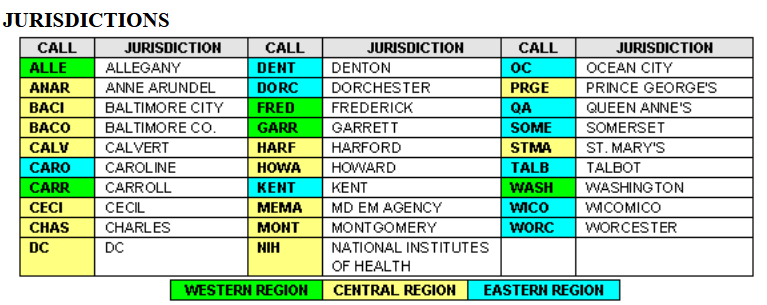 JURISDICTIONS
CALL JURISDICTION CALL JURISDICTION CALL JURISDICTION
ALLE ALLEGANY DENT DENTON OC OCEAN CITY
ANAR ANNE ARUNDEL DORC DORCHESTER PRGE PRINCE GEORGE'S
BACI BALTIMORE CITY FRED FREDERICK QA QUEEN ANNE'S
BACO BALTIMORE CO. GARR GARRETT SOME SOMERSET
CALV CALVERT HARF HARFORD STMA ST. MARY'S
CARO CAROLINE HOWA HOWARD TALB TALBOT
CARR CARROLL KENT KENT WASH WASHINGTON
CECI CECIL MEMA MD EM AGENCY WICO WICOMICO
CHAS CHARLES MONT MONTGOMERY WORC WORCESTER
DC DC NIH NATIONAL INSTITUTES
OF HEALTH
WESTERN REGION CENTRAL REGION EASTERN REGION